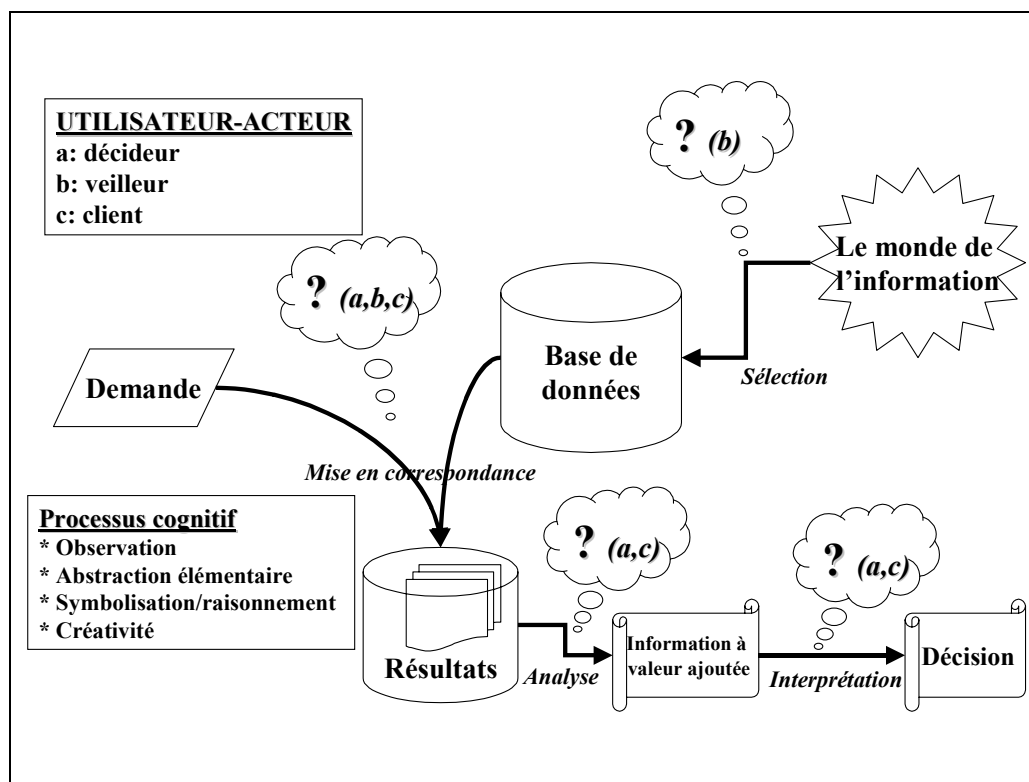 UTILISATEUR-ACTEUR
a: décideur
b: veilleur
c: client
? (b)
Le monde de
l'information
? (a,b,c)
Base de
données
Sélection
Demande
Mise en correspondance
Processus cognitif
* Observation
* Abstraction élémentaire
* Symbolisation/raisonnement
* Créativité
? (a,c)
? (a,c)
Résultats
Analyse
Information à
valeur ajoutée
Interprétation
Décision